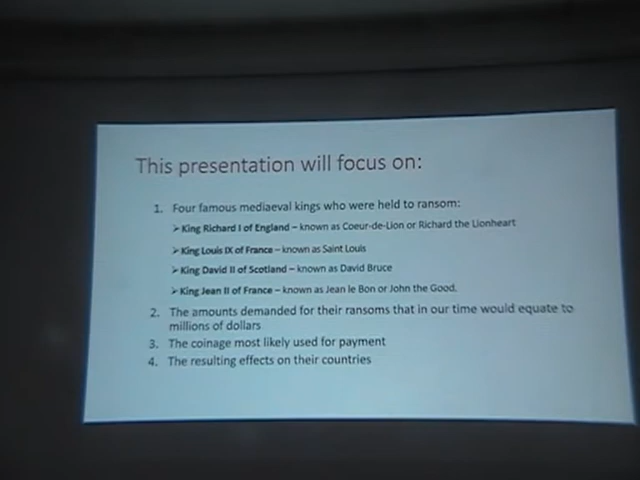 This presentation will focus on:
1. Four famous mediaeval kings who were held to ransom:
➢King Richard I of England – known as Coeur-de-Lion or Richard the Lionheart
➢King Louis IX of France – known as Saint Louis
➢King David II of Scotland – known as David Bruce
➢King Jean II of France – known as Jean le Bon or John the Good.
2. The amounts demanded for their ransoms that in our time would equate to
millions of dollars
3. The coinage most likely used for payment
4. The resulting effects on their countries